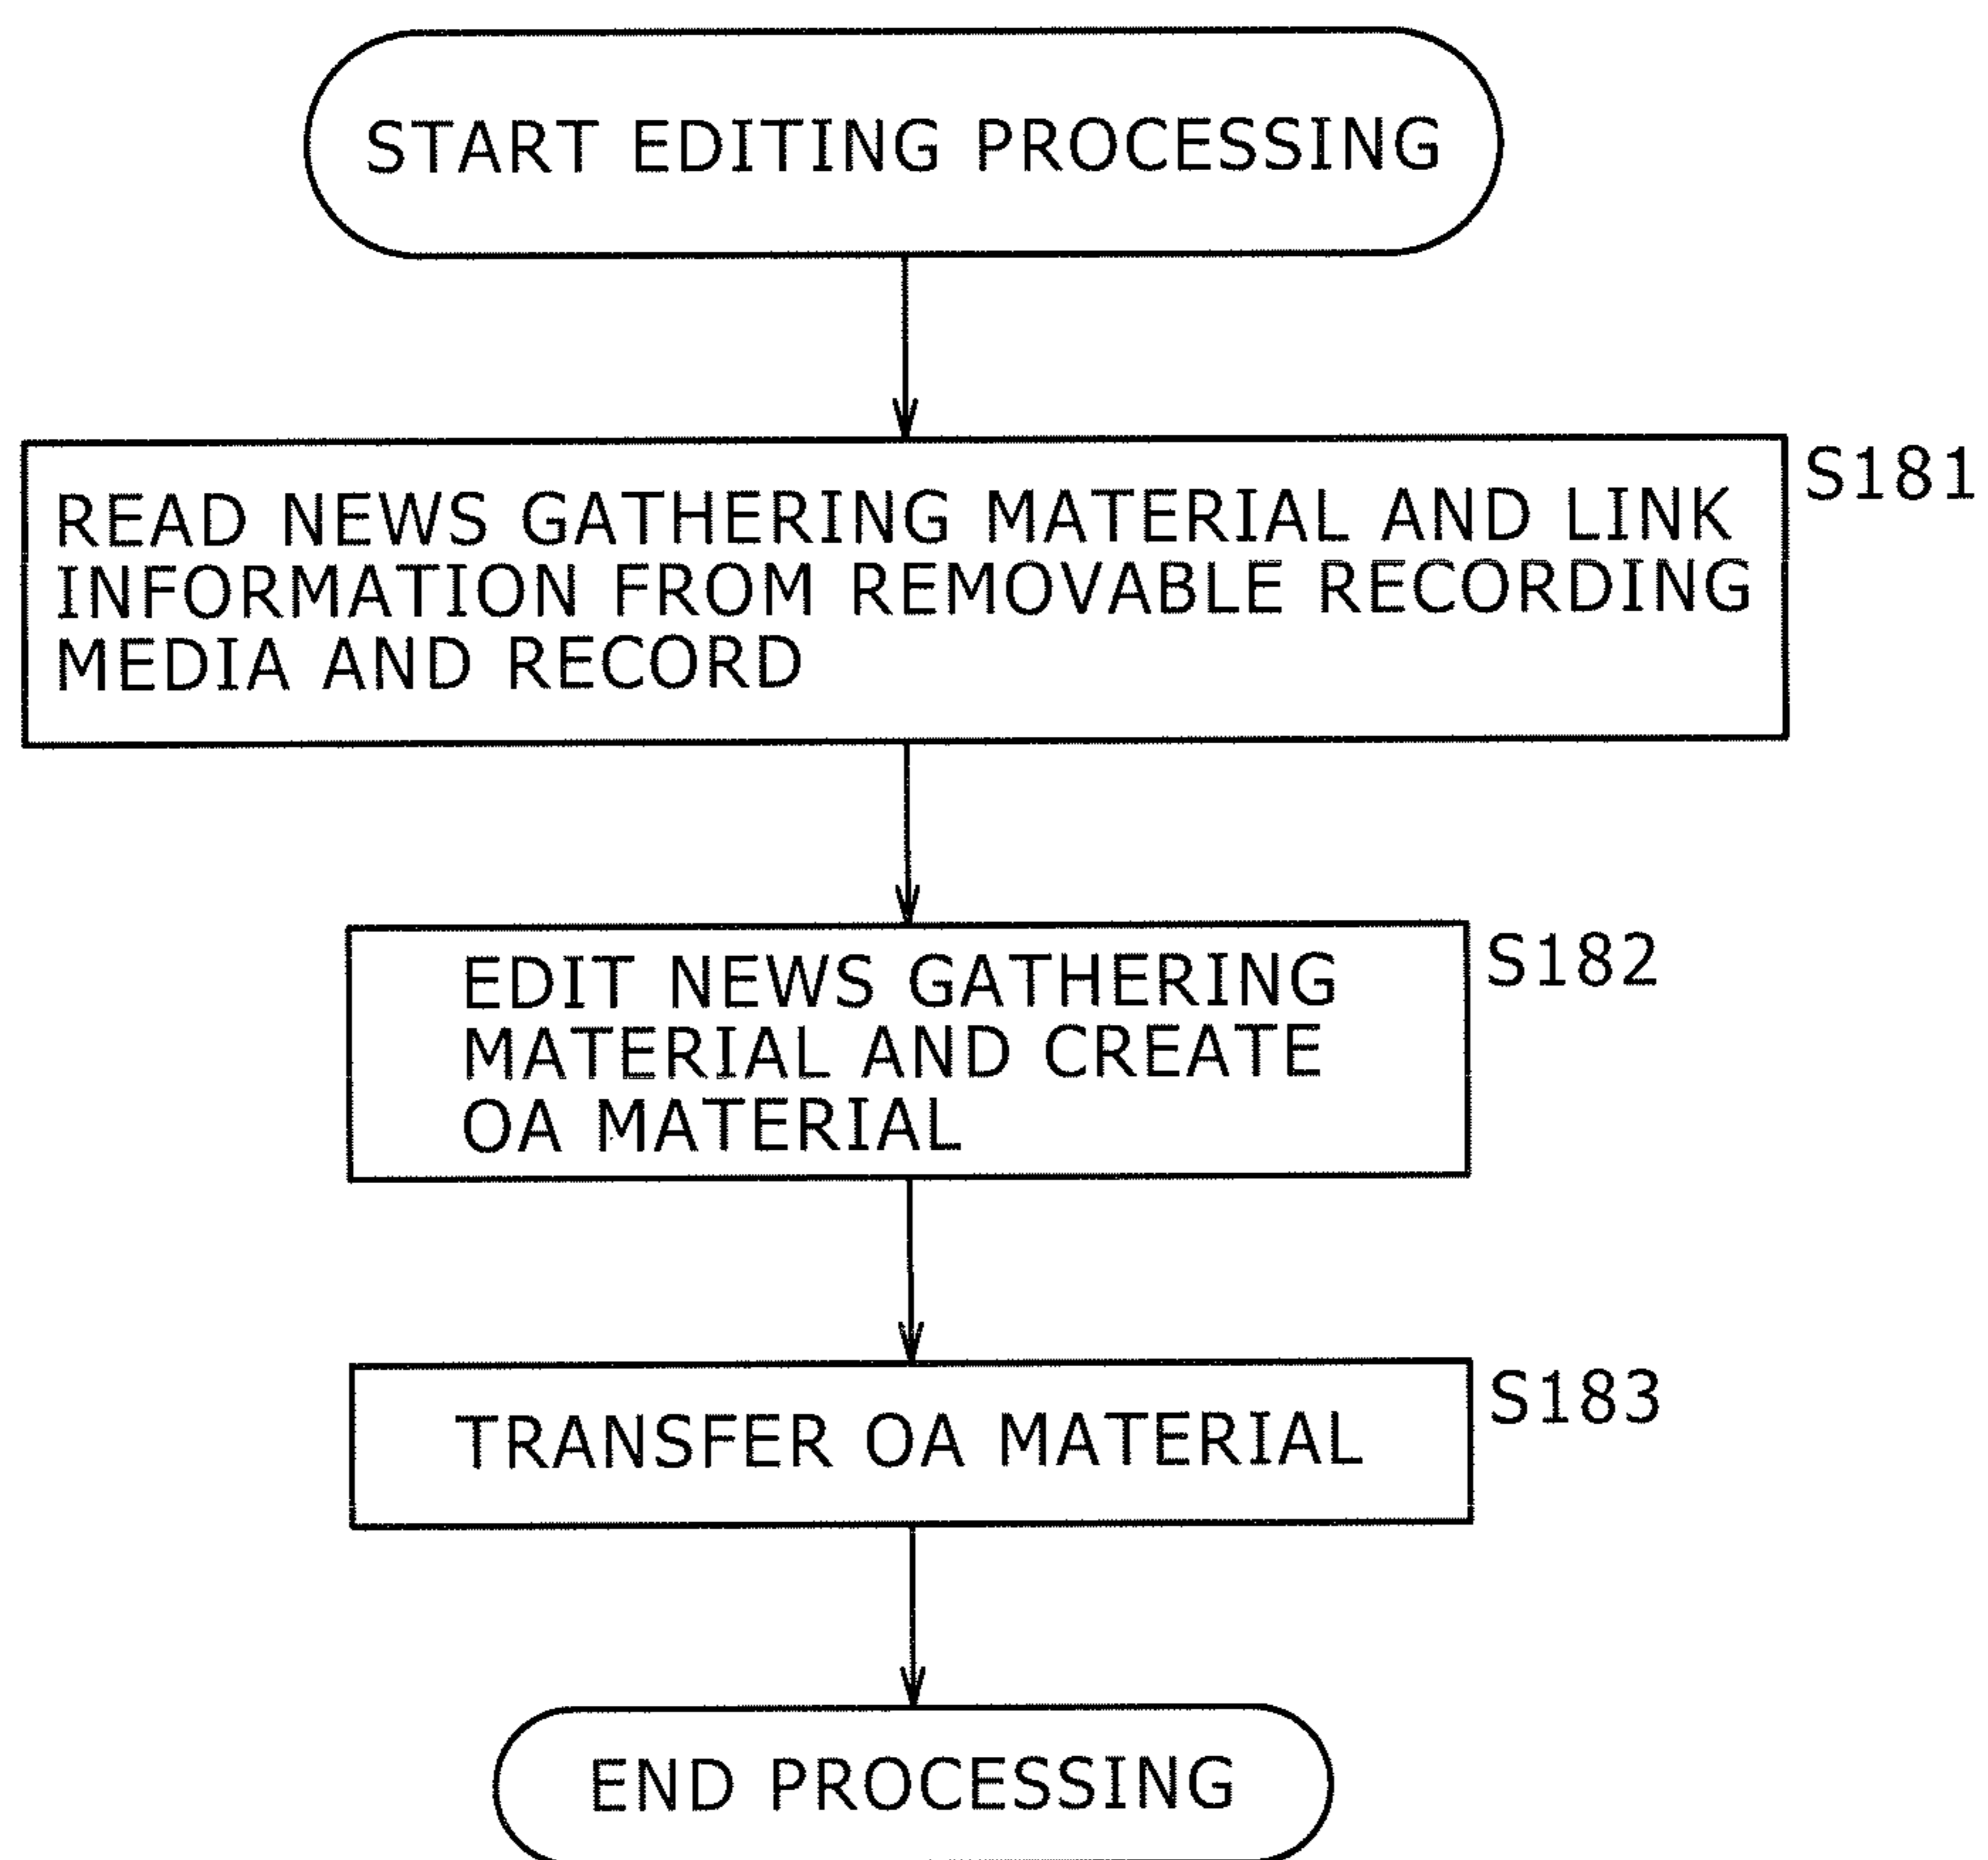 START EDITING PROCESSING
S181
READ NEWS GATHERING MATERIAL AND LINK
INFORMATION FROM REMOVABLE RECORDING
MEDIA AND RECORD
S182
EDIT NEWS GATHERING
MATERIAL AND CREATE
OA MATERIAL
S183
TRANSFER OA MATERIAL
END PROCESSING